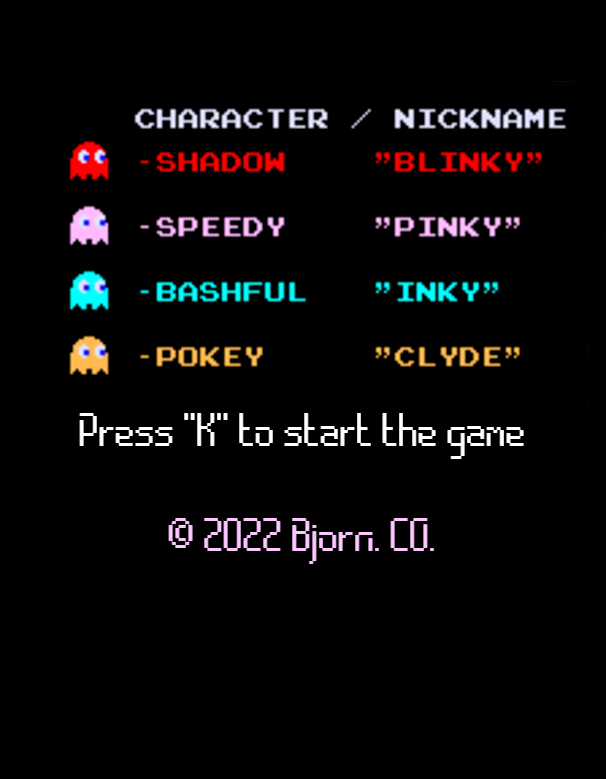 CHARACTER / NICKNAME
-SHADOW ”BLINKY”
-SPEEDY ”PINKY”
-BASHFUL ”INKY”
-POKEY ”CLYDE”
Press "K" to start the game
© 2022 Bjorn. CO.